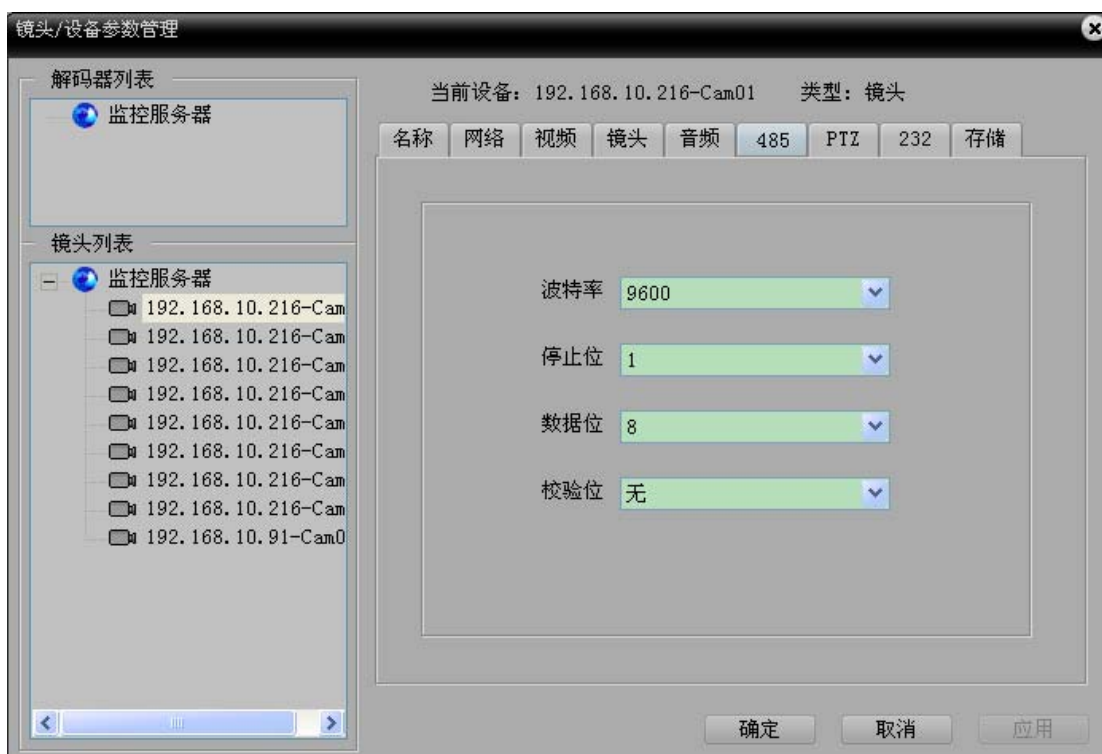 镜头/设备参数管理
解码器列表
监控服务器
镜头列表
监控服务器
192.168.10.216-Cam
192.168.10.216-Cam
192.168.10.216-Cam
192.168.10.216-Cam
192.168.10.216-Cam
192.168.10.216-Cam
192.168.10.216-Cam
192.168.10.216-Cam
192.168.10.91-Cam0
当前设备: 192.168.10.216-Cam01 类型: 镜头
名称 网络 视频 镜头 音频 485 PTZ 232 存储
波特率 9600
停止位 1
数据位 8
校验位 无
确定 取消 应用